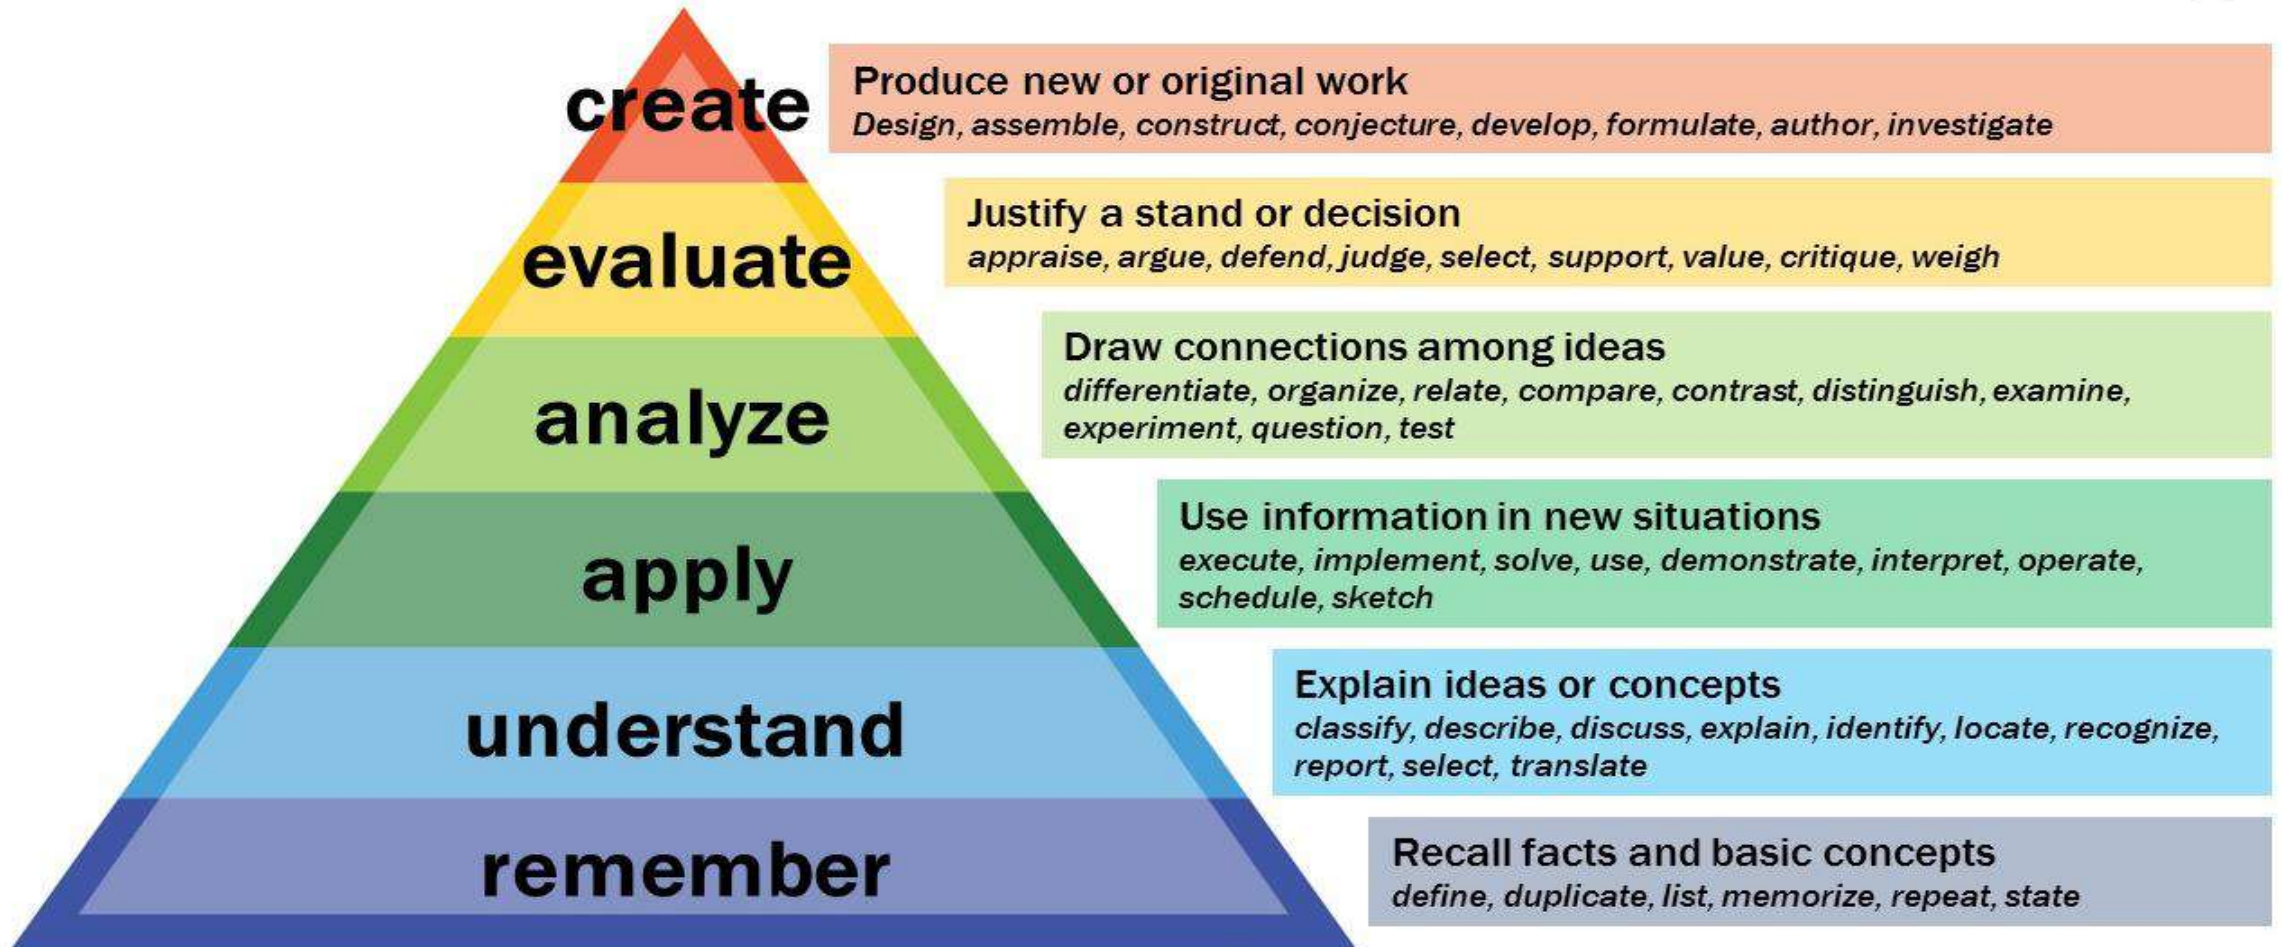 create
Produce new or original work
Design, assemble, construct, conjecture, develop, formulate, author, investigate
evaluate
Justify a stand or decision
appraise, argue, defend, judge, select, support, value, critique, weigh
analyze
Draw connections among ideas
differentiate, organize, relate, compare, contrast, distinguish, examine,
experiment, question, test
apply
Use information in new situations
execute, implement, solve, use, demonstrate, interpret, operate,
schedule, sketch
understand
Explain ideas or concepts
classify, describe, discuss, explain, identify, locate, recognize,
report, select, translate
remember
Recall facts and basic concepts
define, duplicate, list, memorize, repeat, state